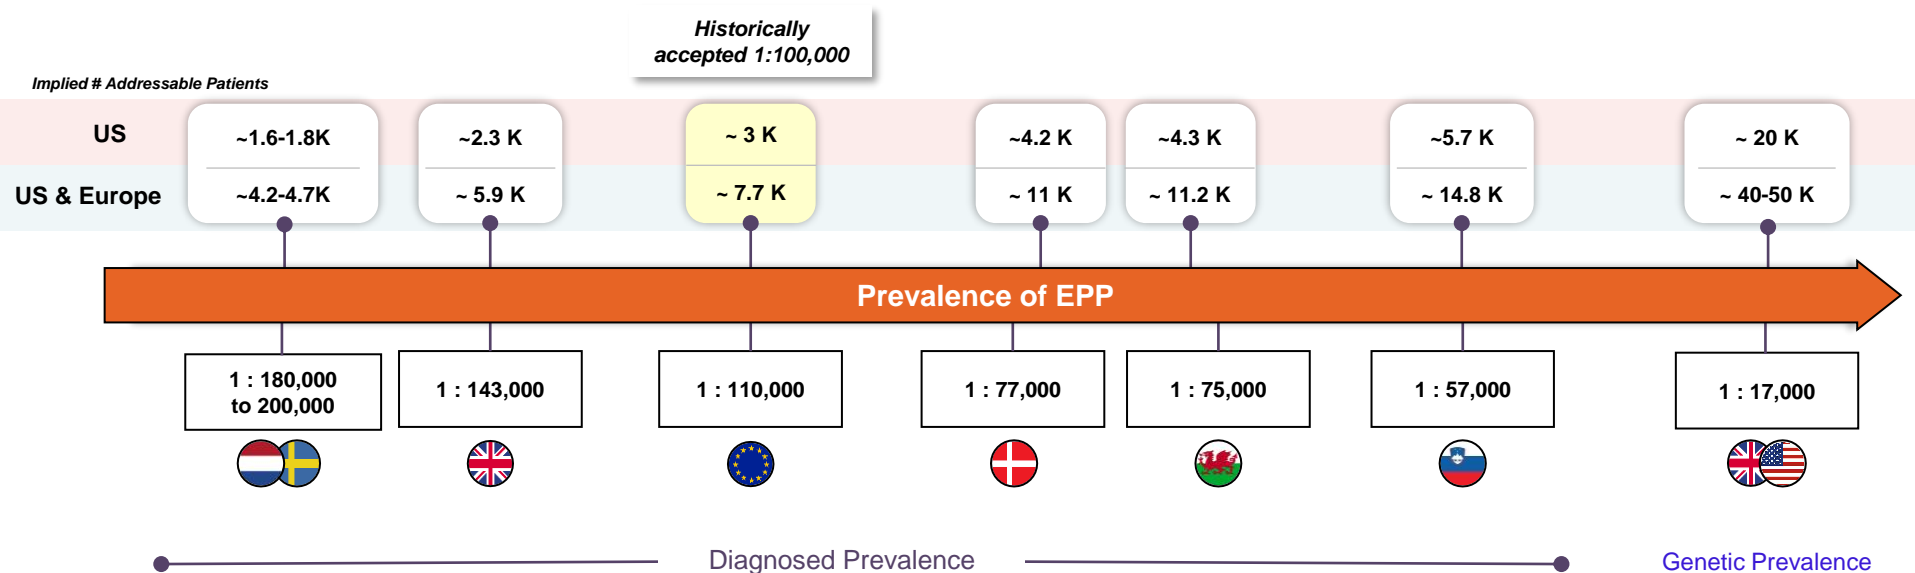 Historically
accepted 1:100,000
Implied # Addressable Patients
US
~1.6-1.8K
~2.3 K
~ 3 K
~4.2 K
~4.3 K
~5.7 K
~ 20 K
US & Europe
~4.2-4.7K
~ 5.9 K
~ 7.7 K
~ 11 K
~ 11.2 K
~ 14.8 K
~ 40-50 K
Prevalence of EPP
1 : 180,000
to 200,000
1 : 143,000
1 : 110,000
1 : 77,000
1 : 75,000
1 : 57,000
1 : 17,000
Diagnosed Prevalence
Genetic Prevalence